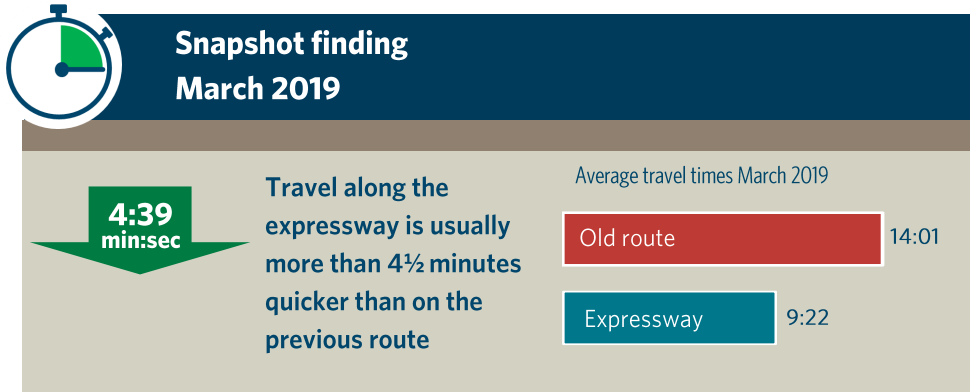 Snapshot finding
March 2019
4:39
min:sec
Travel along the
expressway is usually
more than 4½ minutes
quicker than on the
previous route
Average travel times March 2019
Old route 14:01
Expressway 9:22